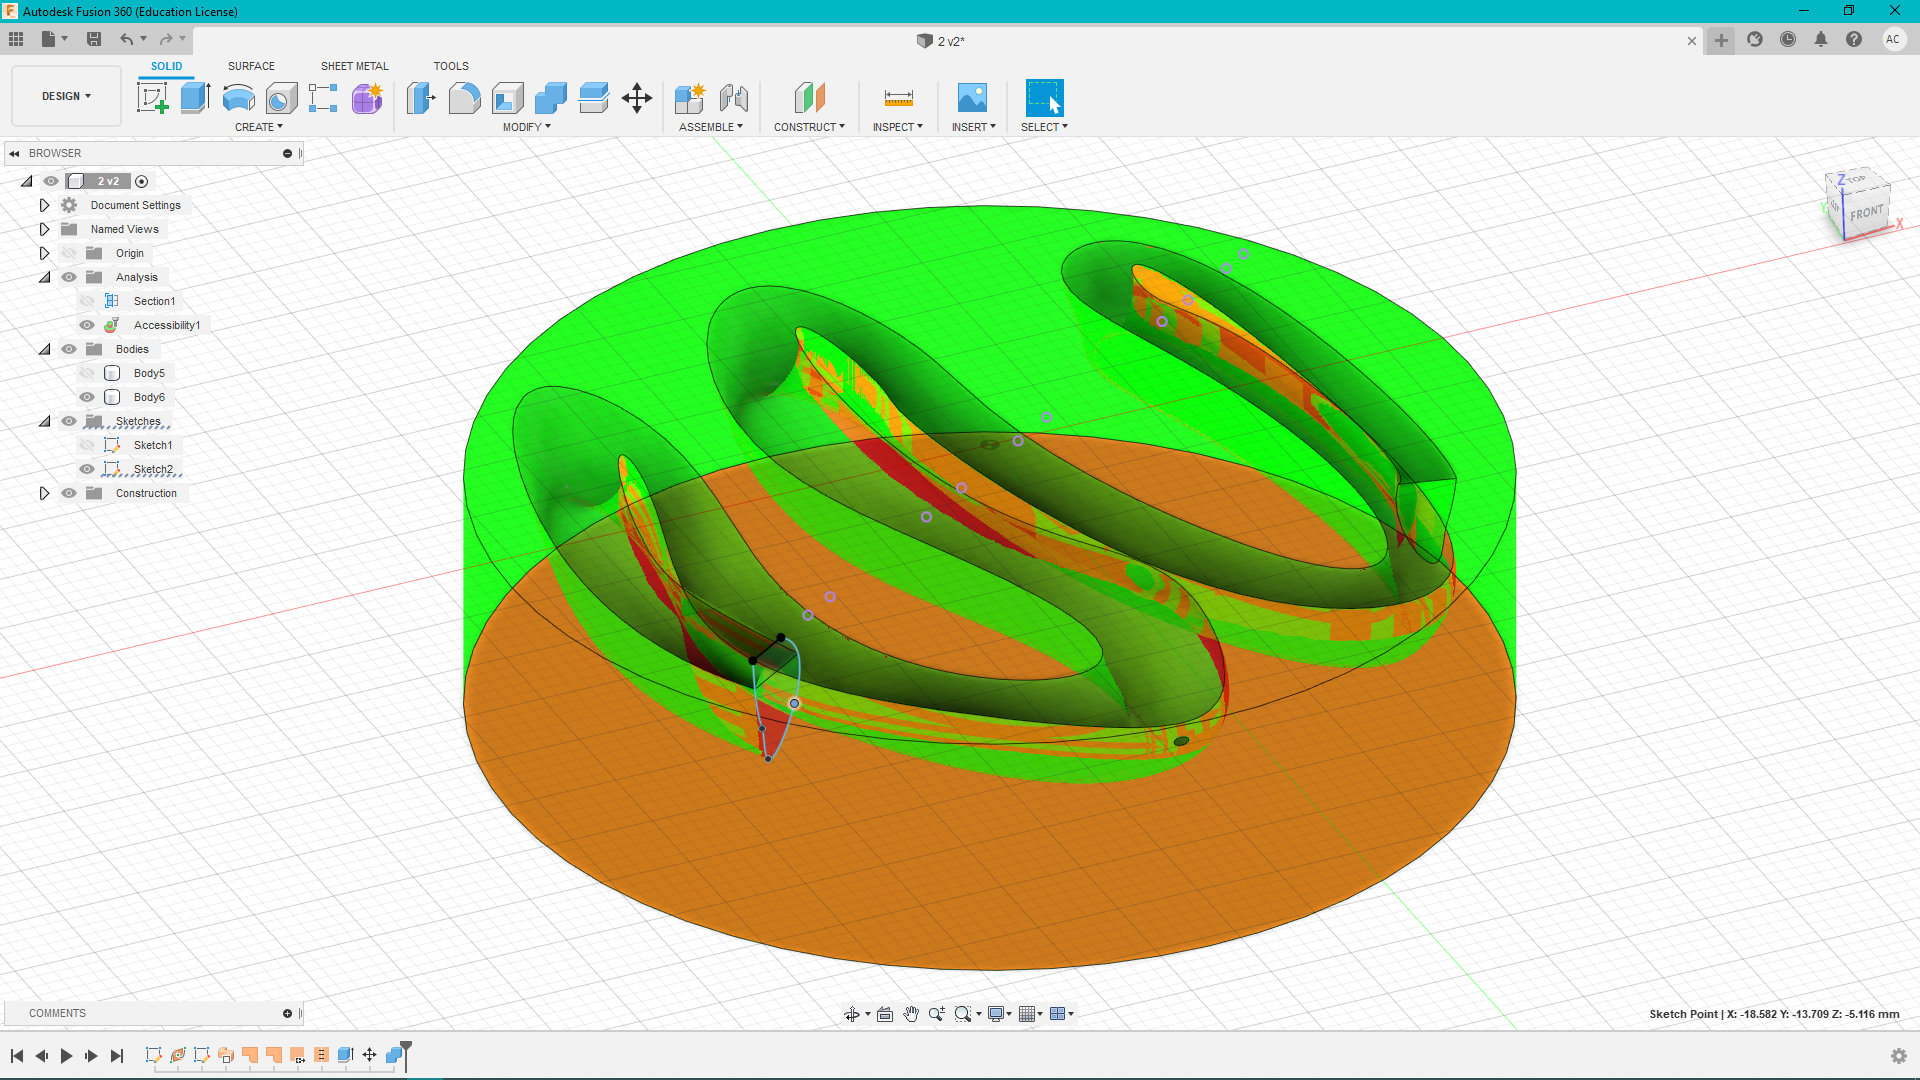 Autodesk Fusion 360 (Education License)
2 v2*
AC
DESIGN
SOLID SURFACE SHEET METAL TOOLS
CREATE MODIFY ASSEMBLE CONSTRUCT INSPECT INSERT SELECT
BROWSER
2 v2
Document Settings
Named Views
Origin
Analysis
Section1
Accessibility1
Bodies
Body5
Body6
Sketches
Sketch1
Sketch2
Construction
Z
TOP
FRONT
X
Y
COMMENTS
Sketch Point | X: -18.582 Y: -13.709 Z: -5.116 mm